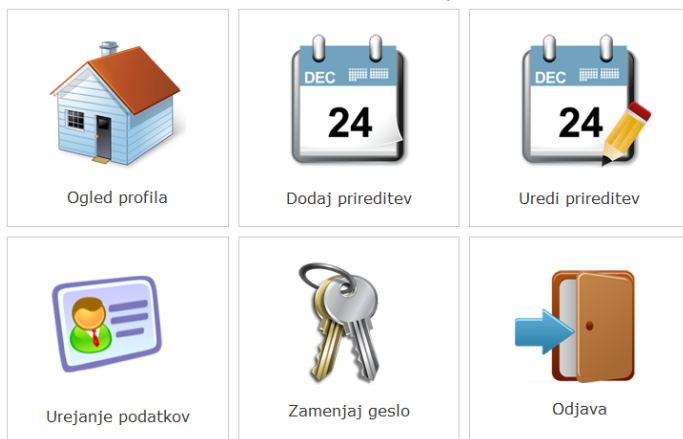 DEC
24
DEC
24
Ogled profila
Dodaj prireditev
Uredi prireditev
Urejanje podatkov
Zamenjaj geslo
Odjava